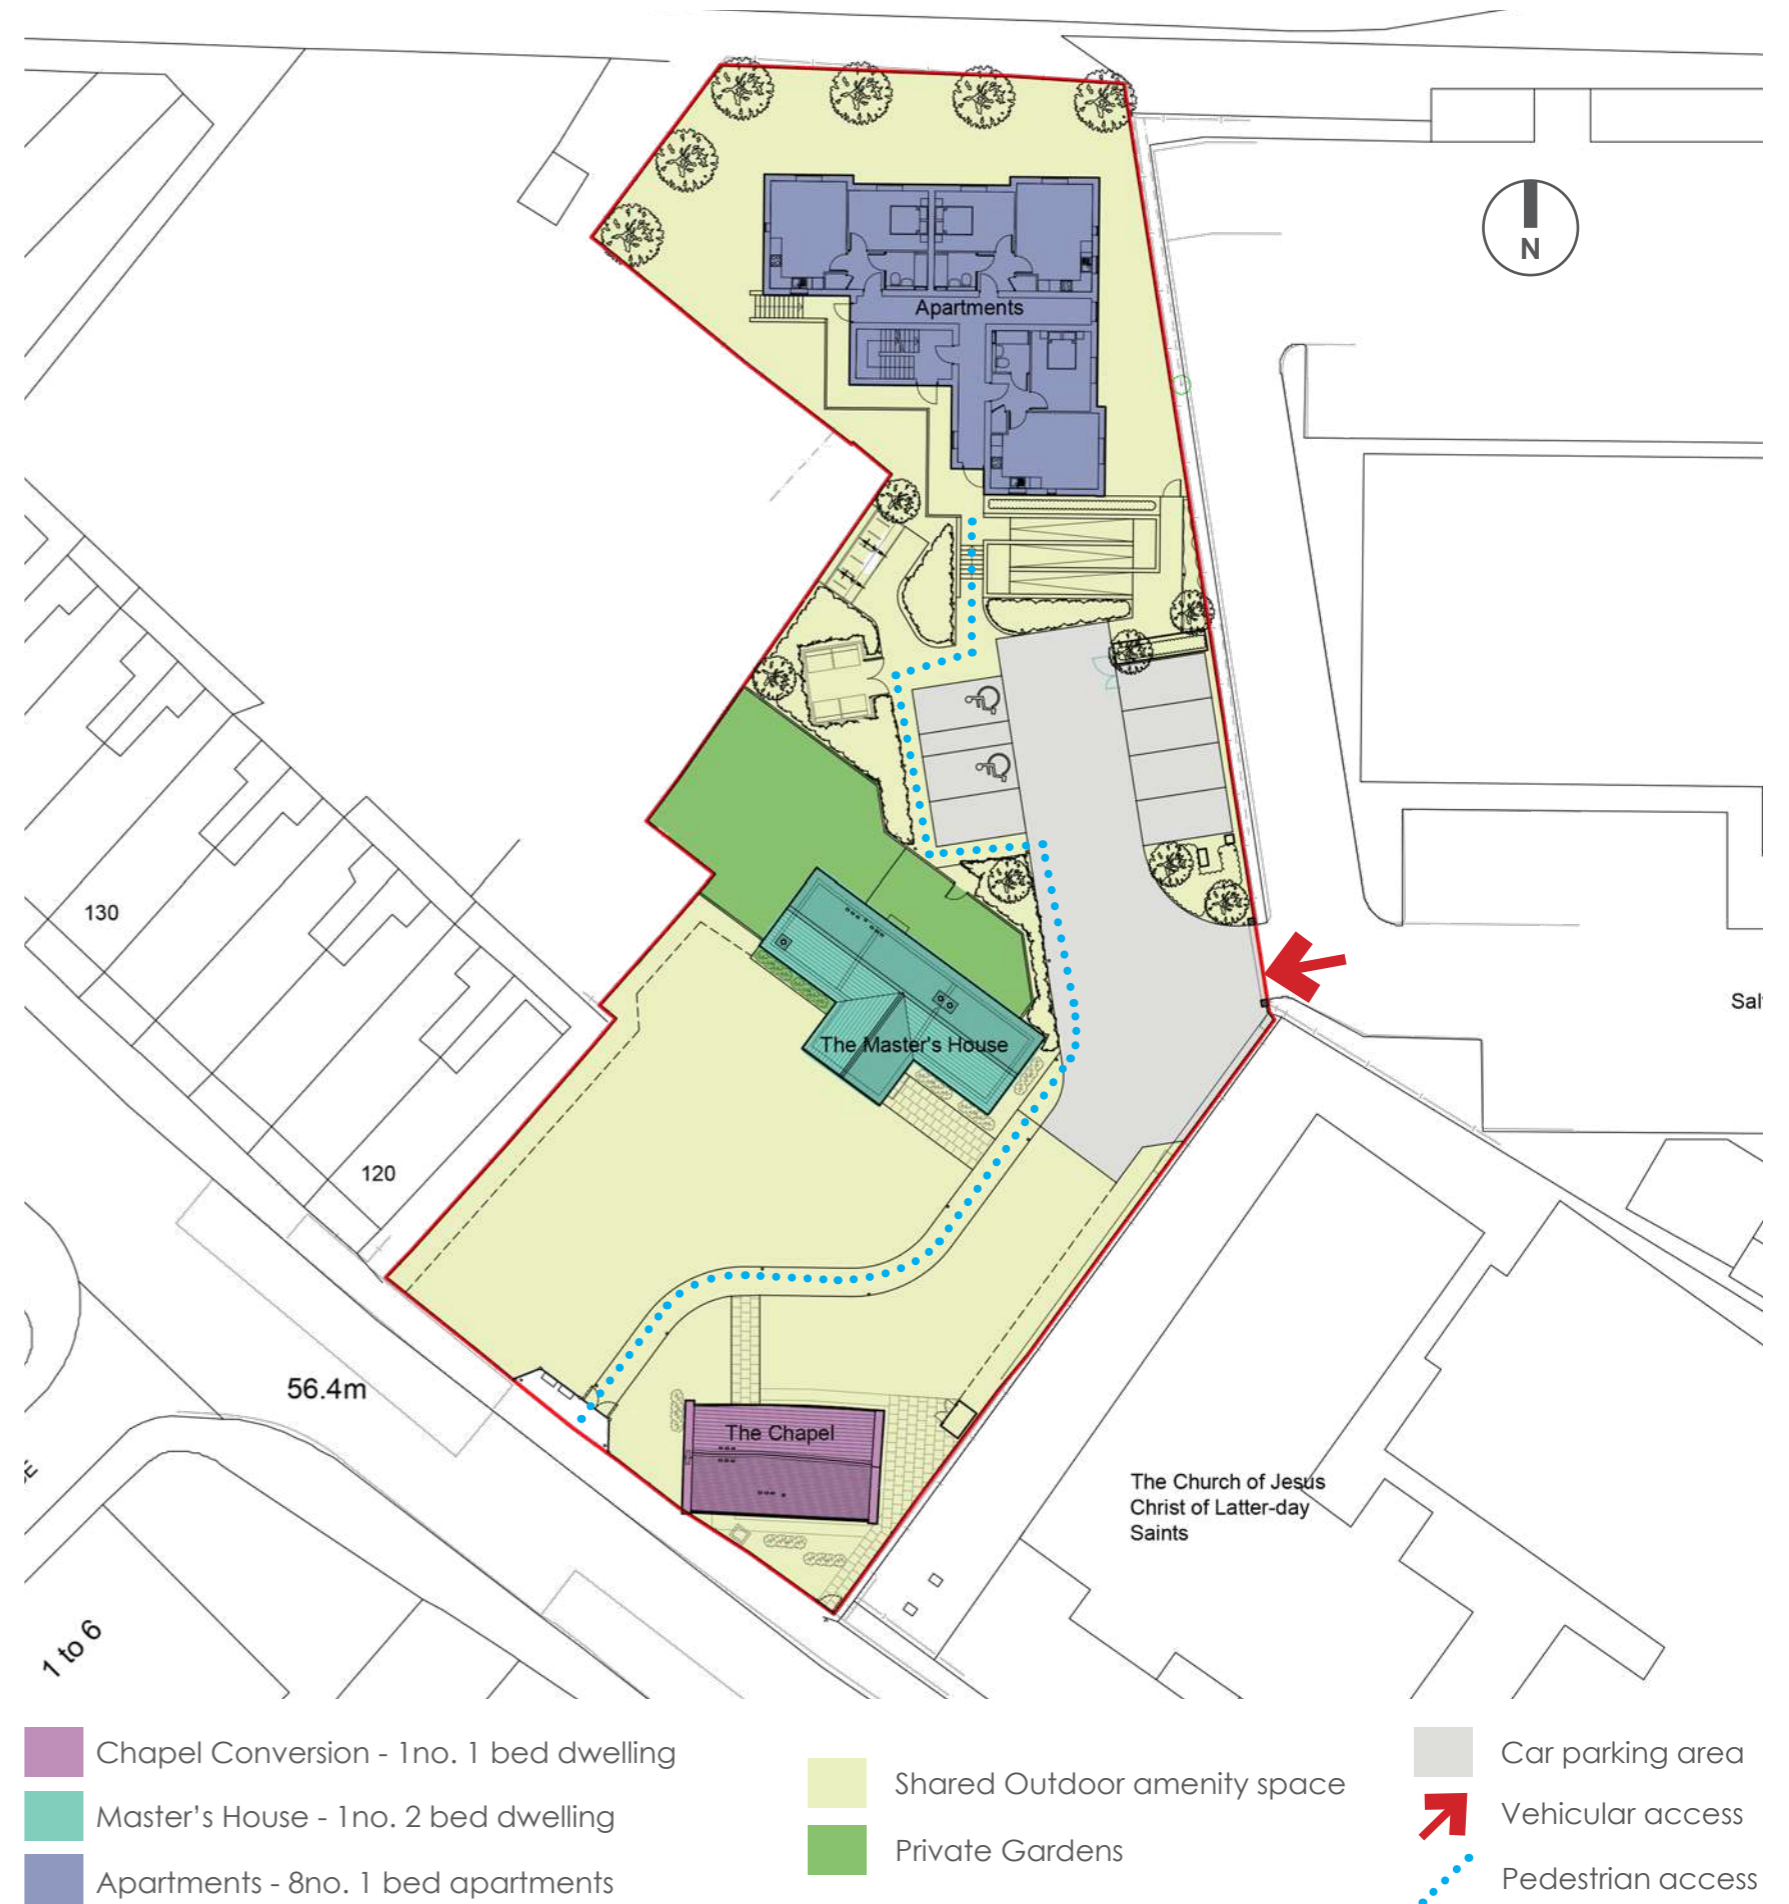 N
Apartments
130
The Master's House
Sal
120
56.4m
The Chapel
The Church of Jesus
Christ of Latter-day
Saints
1 to 6
Chapel Conversion - 1no. 1 bed dwelling
Master's House - 1no. 2 bed dwelling
Apartments - 8no. 1 bed apartments
Shared Outdoor amenity space
Private Gardens
Car parking area
Vehicular access
Pedestrian access